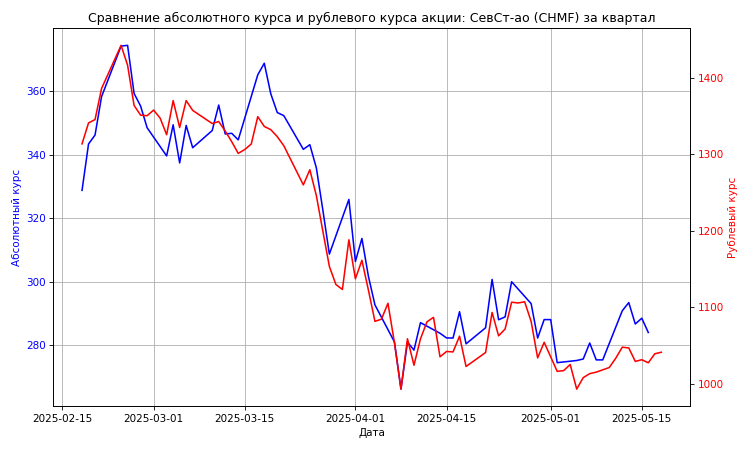 Сравнение абсолютного курса и рублевого курса акции: СевСт-ао (CHMF) за квартал
Абсолютный курс
360
340
320
300
280
1400
1300
1200
1100
1000
Рублевый курс
2025-02-15 2025-03-01 2025-03-15 2025-04-01 2025-04-15 2025-05-01 2025-05-15
Дата